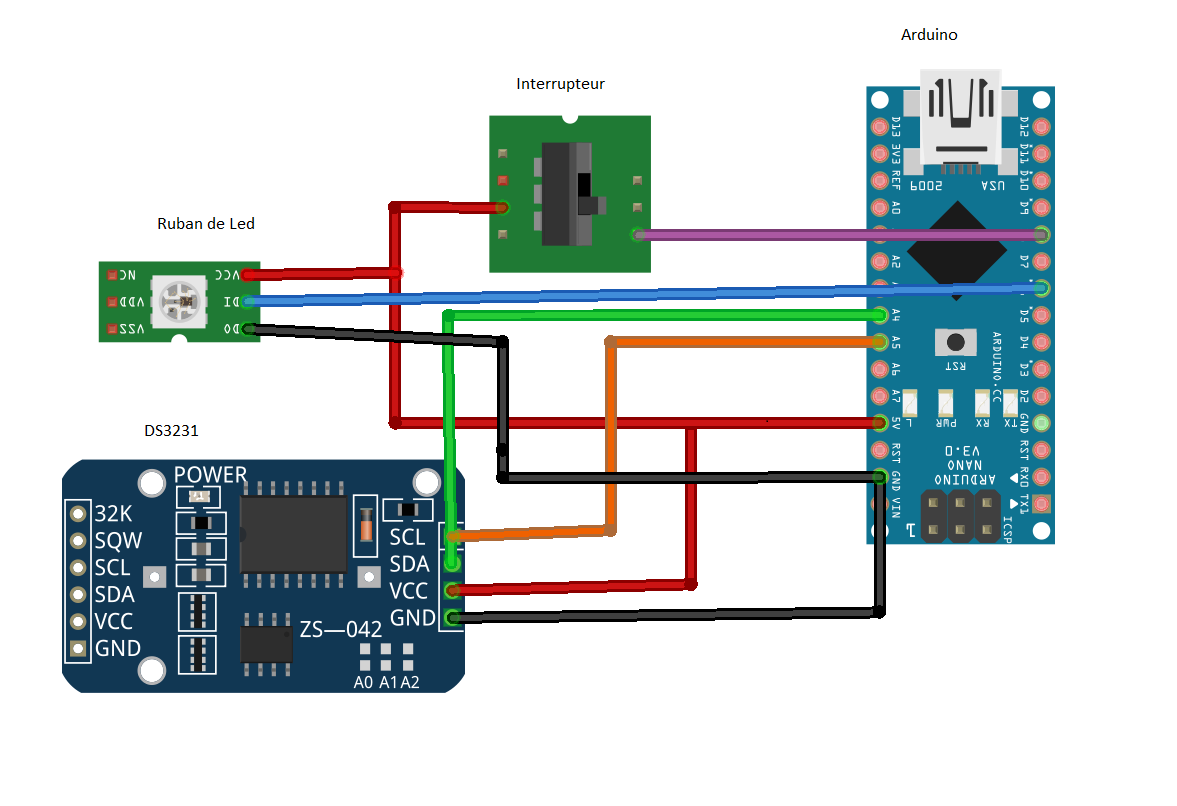 Arduino
Interrupteur
Ruban de Led
NC
VDD
VSS
VCC
DI
DO
DS3231
POWER
32K
SQW
SCL
SDA
VCC
GND
SCL
SDA
VCC
GND
ZS—042
A0 A1 A2
D13
3V3
REF
A0
A2
A4
A5
A6
A7
5V
RST
GND
VIN
D12
D11
D10
D9
D7
D5
D4
D3
D2
GND
RST
RX0
TX1
USA
2009
RST
ARDUINO.CC
L
PWR
RX
TX
ARDUINO
NANO
V3.0
ICSP
1